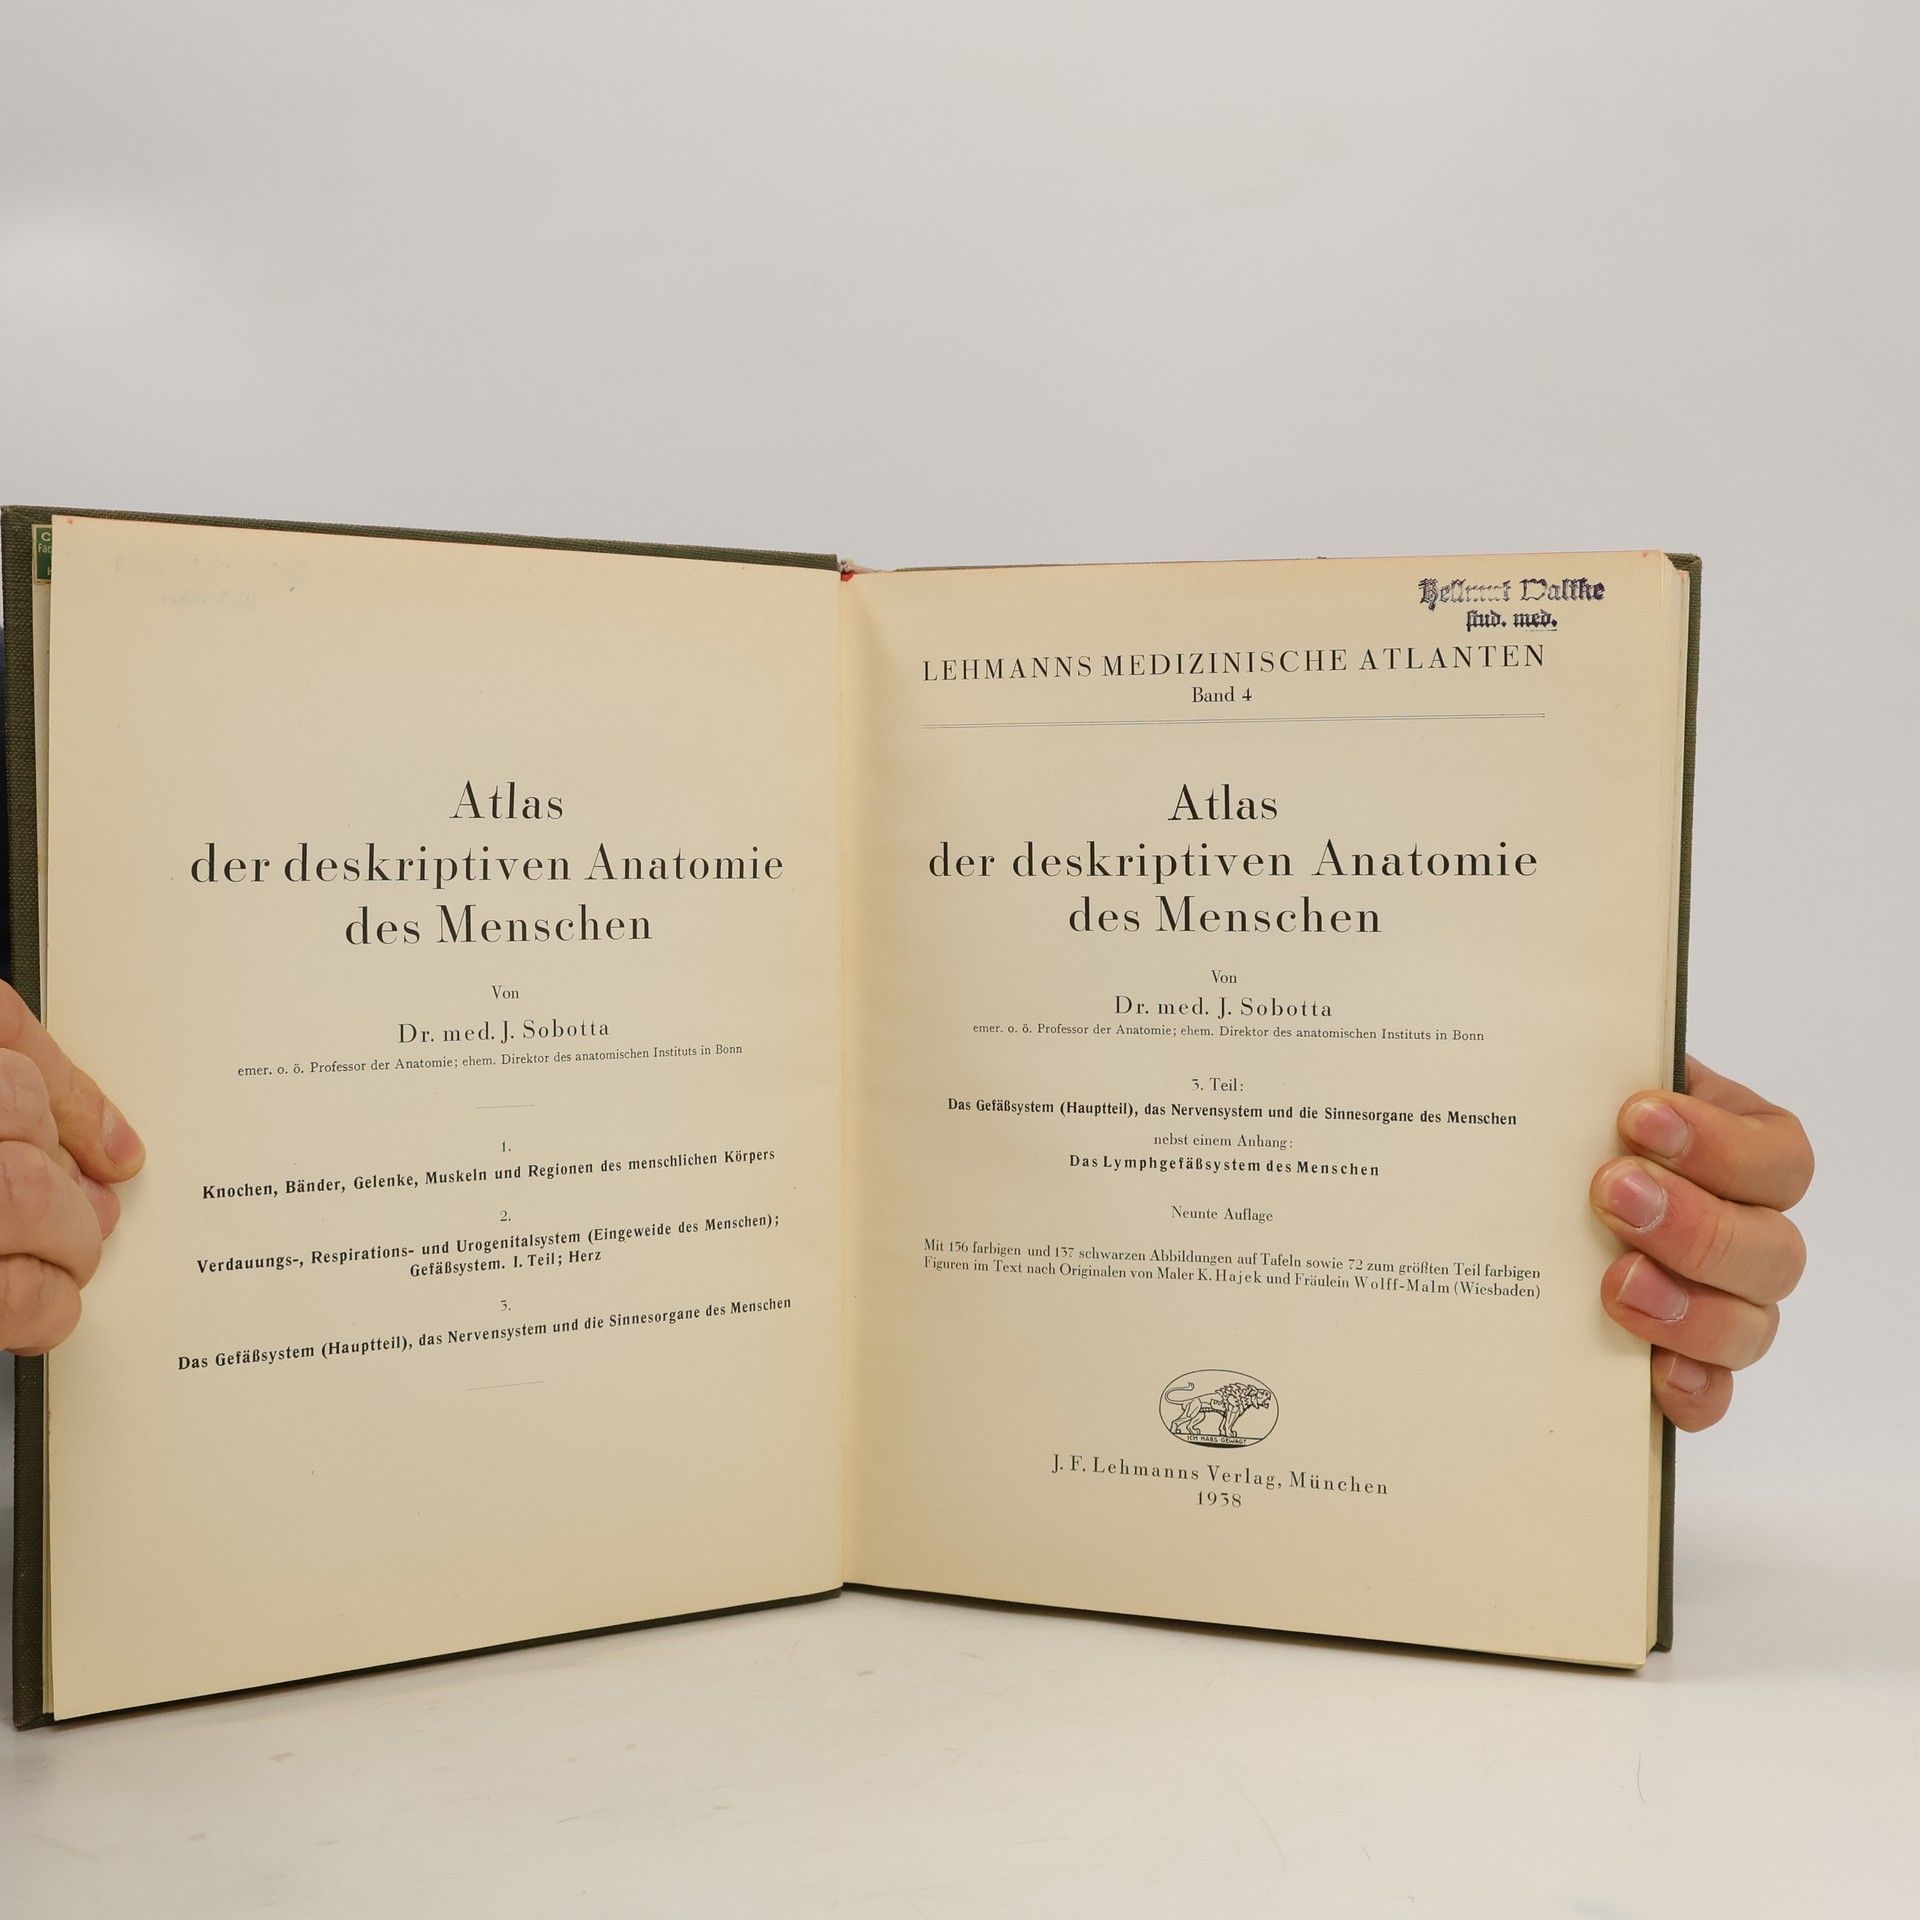 Atlas
der deskriptiven Anatomie
des Menschen
Von
Dr. med. J. Sobotta
emer. o. ö. Professor der Anatomie; ehem. Direktor des anatomischen Instituts in Bonn
1.
Knochen, Bänder, Gelenke, Muskeln und Regionen des menschlichen Körpers
2.
Verdauungs-, Respirations- und Urogenitalsystem (Eingeweide des Menschen);
Gefäßsystem. I. Teil; Herz
3.
Das Gefäßsystem (Hauptteil), das Nervensystem und die Sinnesorgane des Menschen
Hellmut Waltke
stud. med.
LEHMANNS MEDIZINISCHE ATLANTEN
Band 4
Atlas
der deskriptiven Anatomie
des Menschen
Von
Dr. med. J. Sobotta
emer. o. ö. Professor der Anatomie; ehem. Direktor des anatomischen Instituts in Bonn
3. Teil:
Das Gefäßsystem (Hauptteil), das Nervensystem und die Sinnesorgane des Menschen
nebst einem Anhang:
Das Lymphgefäßsystem des Menschen
Neunte Auflage
Mit 156 farbigen und 137 schwarzen Abbildungen auf Tafeln sowie 72 zum größten Teil farbigen
Figuren im Text nach Originalen von Maler K. Hajek und Fräulein Wolff-Malm (Wiesbaden)
ICH HABS GEWAGT
J. F. Lehmanns Verlag, München
1938